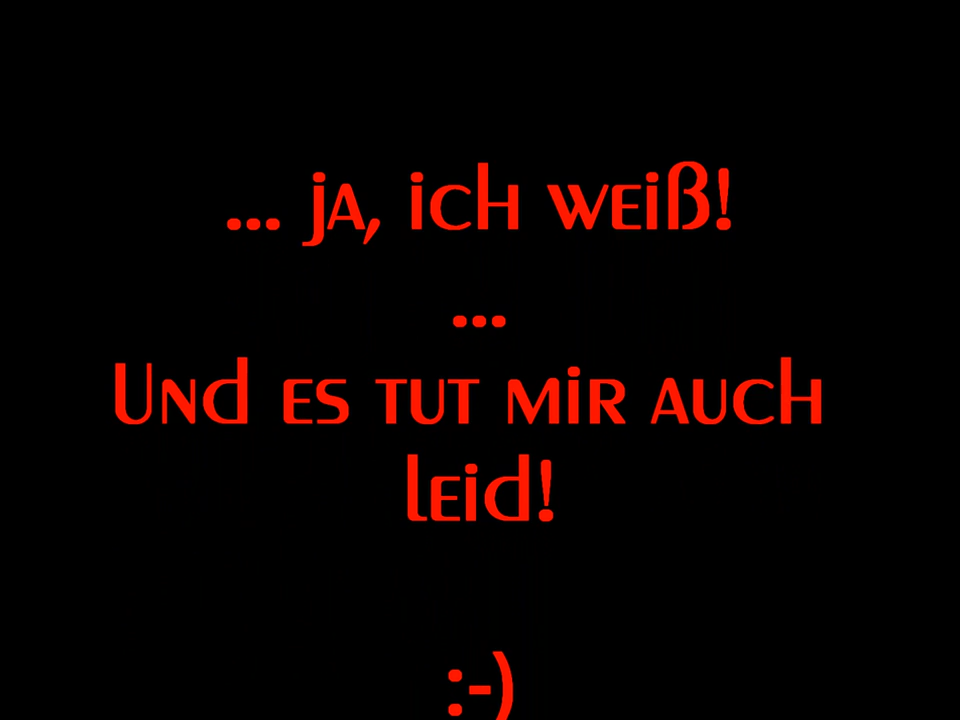 ... ja, ich weiß!
...
Und es tut mir auch
leid!
:-)